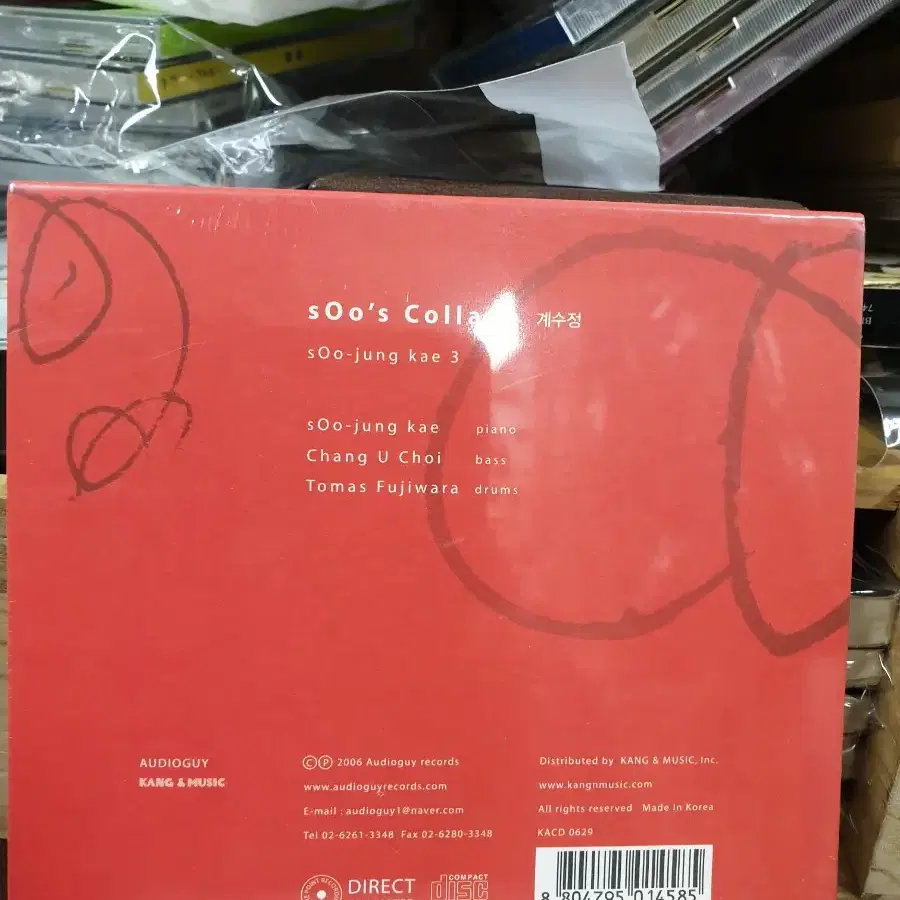 계수정
sOo-jung kae 3
sOo-jung kae piano
Chang U Choi bass
Tomas Fujiwara drums
AUDIOGUY
KANG & MUSIC
©℗ 2006 Audioguy records
www.audioguyrecords.com
E-mail : audioguy1@naver.com
Tel 02-6261-3348 Fax 02-6280-3348
Distributed by KANG & MUSIC, Inc.
www.kangnmusic.com
All rights reserved Made in Korea
KACD 0629
DIRECT
COMPACT
disc
8 804795 014585